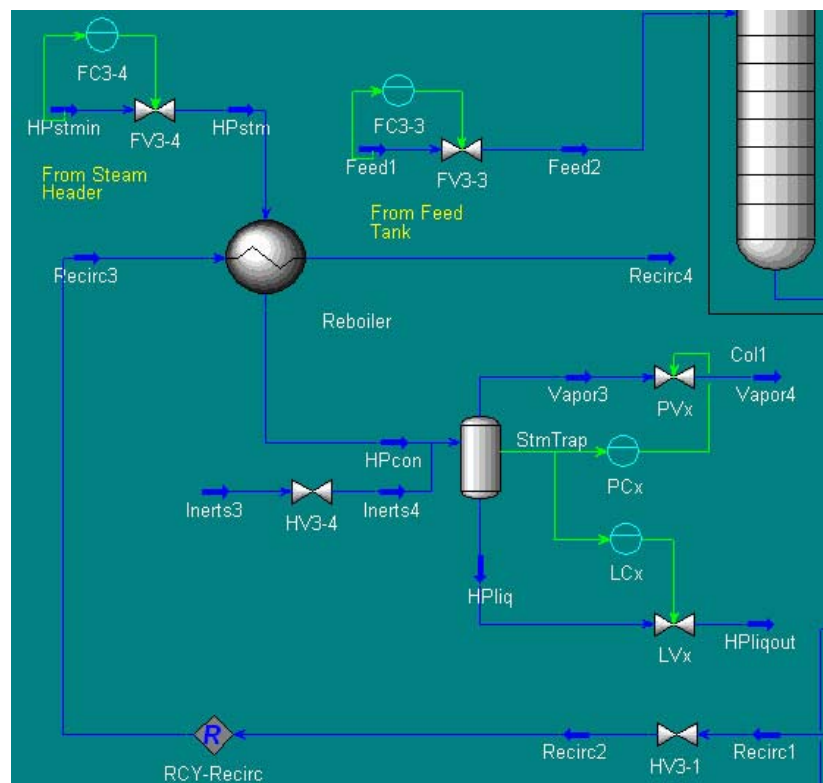 FC3-4
HPstmin
FV3-4
HPstm
From Steam
Header
FC3-3
Feed1
FV3-3
Feed2
From Feed
Tank
Recirc3
Recirc4
Reboiler
Col1
Vapor3
PVx
Vapor4
StmTrap
HPcon
PCx
Inerts3
HV3-4
Inerts4
LCx
HPliq
LVx
HPliqout
R
RCY-Recirc
Recirc2
HV3-1
Recirc1